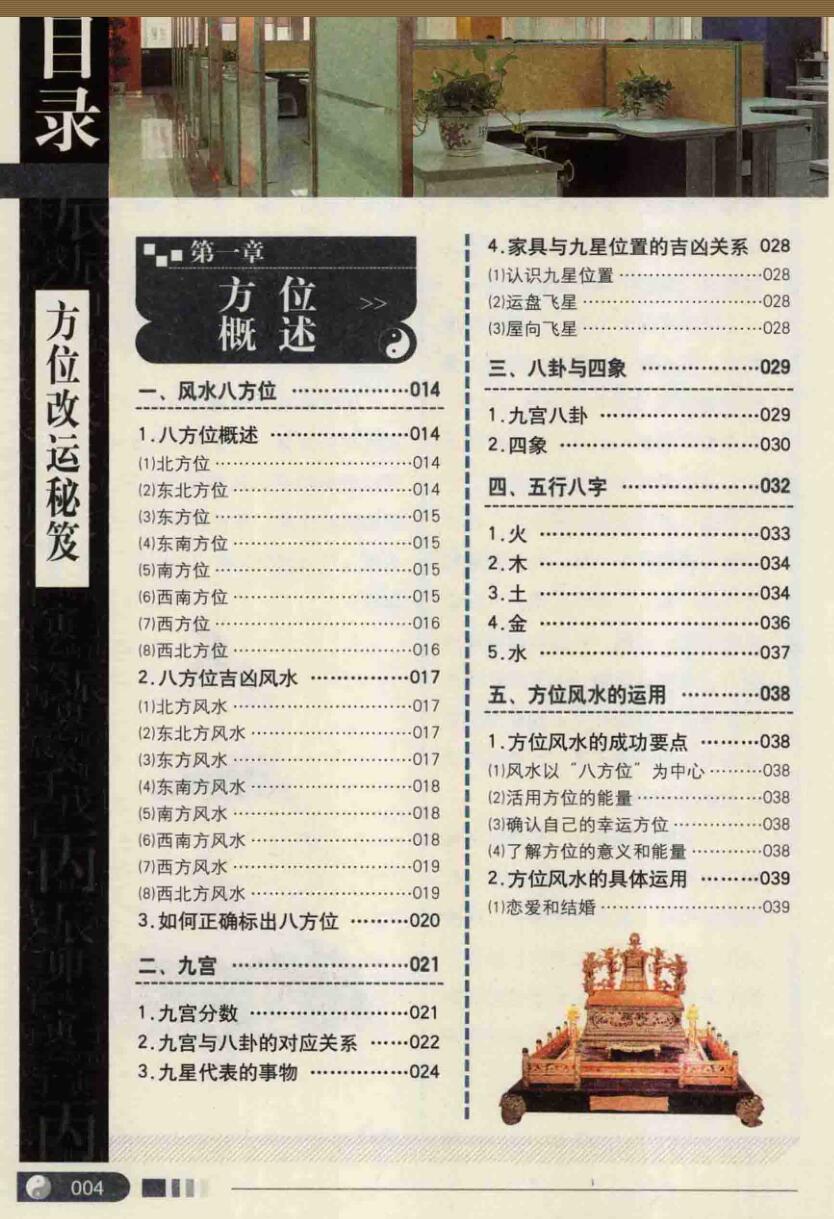 目录
方位改运秘笈
第一章
方位
概述
>>
一、风水八方位 ………………014
1.八方位概述 …………………014
⑴北方位…………………………014
⑵东北方位………………………014
⑶东方位…………………………015
⑷东南方位………………………015
⑸南方位…………………………015
⑹西南方位………………………015
⑺西方位…………………………016
⑻西北方位………………………016
2.八方位吉凶风水 ……………017
⑴北方风水………………………017
⑵东北方风水……………………017
⑶东方风水………………………017
⑷东南方风水……………………018
⑸南方风水………………………018
⑹西南方风水……………………018
⑺西方风水………………………019
⑻西北方风水……………………019
3.如何正确标出八方位 ………020
二、九宫 ………………………021
1.九宫分数 ……………………021
2.九宫与八卦的对应关系 ……022
3.九星代表的事物 ……………024
4.家具与九星位置的吉凶关系 028
⑴认识九星位置…………………028
⑵运盘飞星………………………028
⑶屋向飞星………………………028
三、八卦与四象 ………………029
1.九宫八卦 ……………………029
2.四象 …………………………030
四、五行八字 …………………032
1.火 ……………………………033
2.木 ……………………………034
3.土 ……………………………034
4.金 ……………………………036
5.水 ……………………………037
五、方位风水的运用 …………038
1.方位风水的成功要点 ………038
⑴风水以“八方位”为中心………038
⑵活用方位的能量………………038
⑶确认自己的幸运方位…………038
⑷了解方位的意义和能量………038
2.方位风水的具体运用 ………039
⑴恋爱和结婚……………………039
004